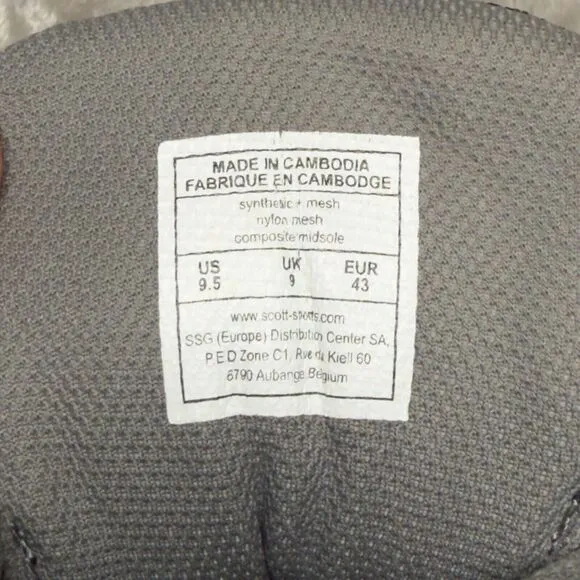 MADE IN CAMBODIA
FABRIQUE EN CAMBODGE
synthetic + mesh
nylon mesh
composite midsole
US UK EUR
9.5 9 43
www.scott-sports.com
SSG (Europe) Distribution Center SA,
P.E.D Zone C1, Rue du Kiell 60
6790 Aubange Belgium